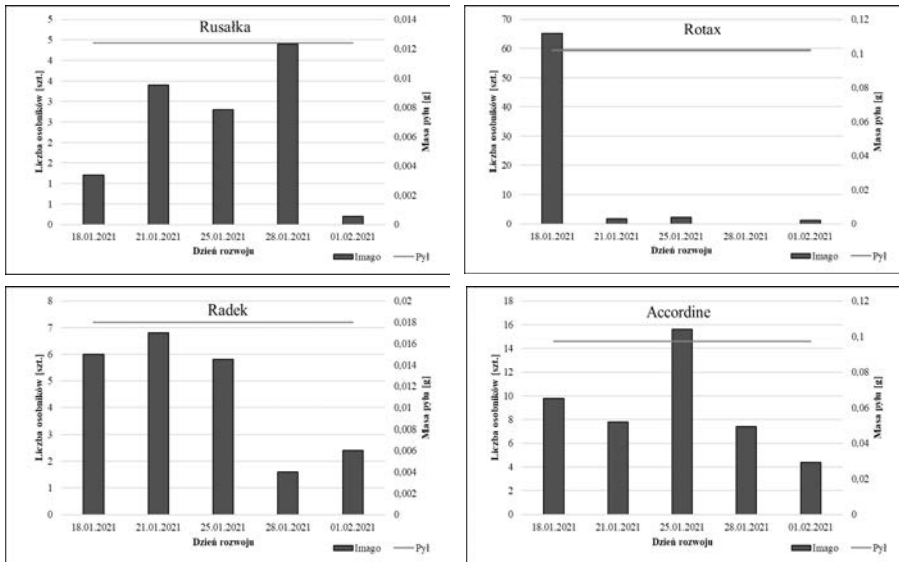 Rusałka
Liczba osobników [szt.]
5
5
4
4
3
3
2
2
1
1
0
0,014
0,012
0,01
0,008
0,006
0,004
0,002
0
Masa pyłu [g]
18.01.2021 21.01.2021 25.01.2021 28.01.2021 01.02.2021
Dzień rozwoju
Imago Pył
Rotax
Liczba osobników [szt.]
70
60
50
40
30
20
10
0
0,12
0,1
0,08
0,06
0,04
0,02
0
Masa pyłu [g]
18.01.2021 21.01.2021 25.01.2021 28.01.2021 01.02.2021
Dzień rozwoju
Imago Pył
Radek
Liczba osobników [szt.]
8
7
6
5
4
3
2
1
0
0,02
0,018
0,016
0,014
0,012
0,01
0,008
0,006
0,004
0,002
0
Masa pyłu [g]
18.01.2021 21.01.2021 25.01.2021 28.01.2021 01.02.2021
Dzień rozwoju
Imago Pył
Accordine
Liczba osobników [szt.]
18
16
14
12
10
8
6
4
2
0
0,12
0,1
0,08
0,06
0,04
0,02
0
Masa pyłu [g]
18.01.2021 21.01.2021 25.01.2021 28.01.2021 01.02.2021
Dzień rozwoju
Imago Pył